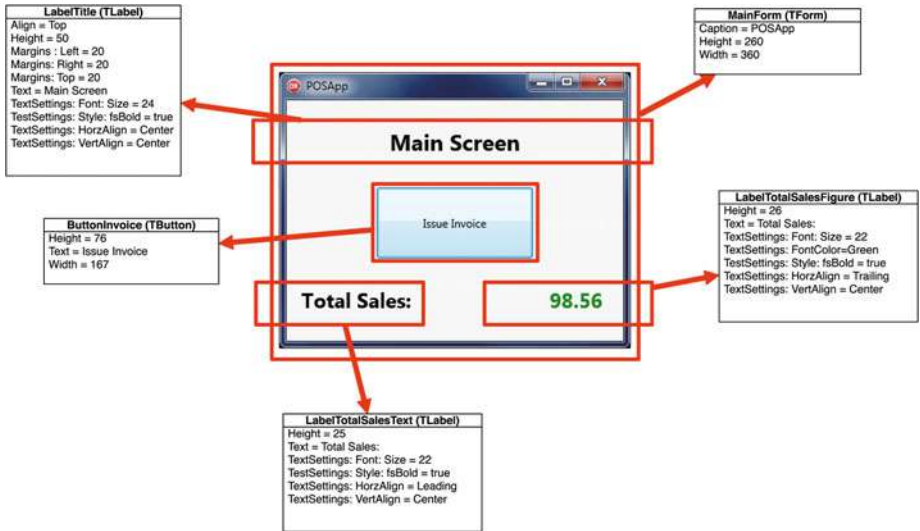 LabelTitle (TLabel)
Align = Top
Height = 50
Margins : Left = 20
Margins: Right = 20
Margins: Top = 20
Text = Main Screen
TextSettings: Font: Size = 24
TestSettings: Style: fsBold = true
TextSettings: HorzAlign = Center
TextSettings: VertAlign = Center
MainForm (TForm)
Caption = POSApp
Height = 260
Width = 360
POSApp
Main Screen
Issue Invoice
Total Sales:
98.56
ButtonInvoice (TButton)
Height = 76
Text = Issue Invoice
Width = 167
LabelTotalSalesFigure (TLabel)
Height = 26
Text = Total Sales:
TextSettings: Font: Size = 22
TextSettings: FontColor=Green
TestSettings: Style: fsBold = true
TextSettings: HorzAlign = Trailing
TextSettings: VertAlign = Center
LabelTotalSalesText (TLabel)
Height = 25
Text = Total Sales:
TextSettings: Font: Size = 22
TestSettings: Style: fsBold = true
TextSettings: HorzAlign = Leading
TextSettings: VertAlign = Center